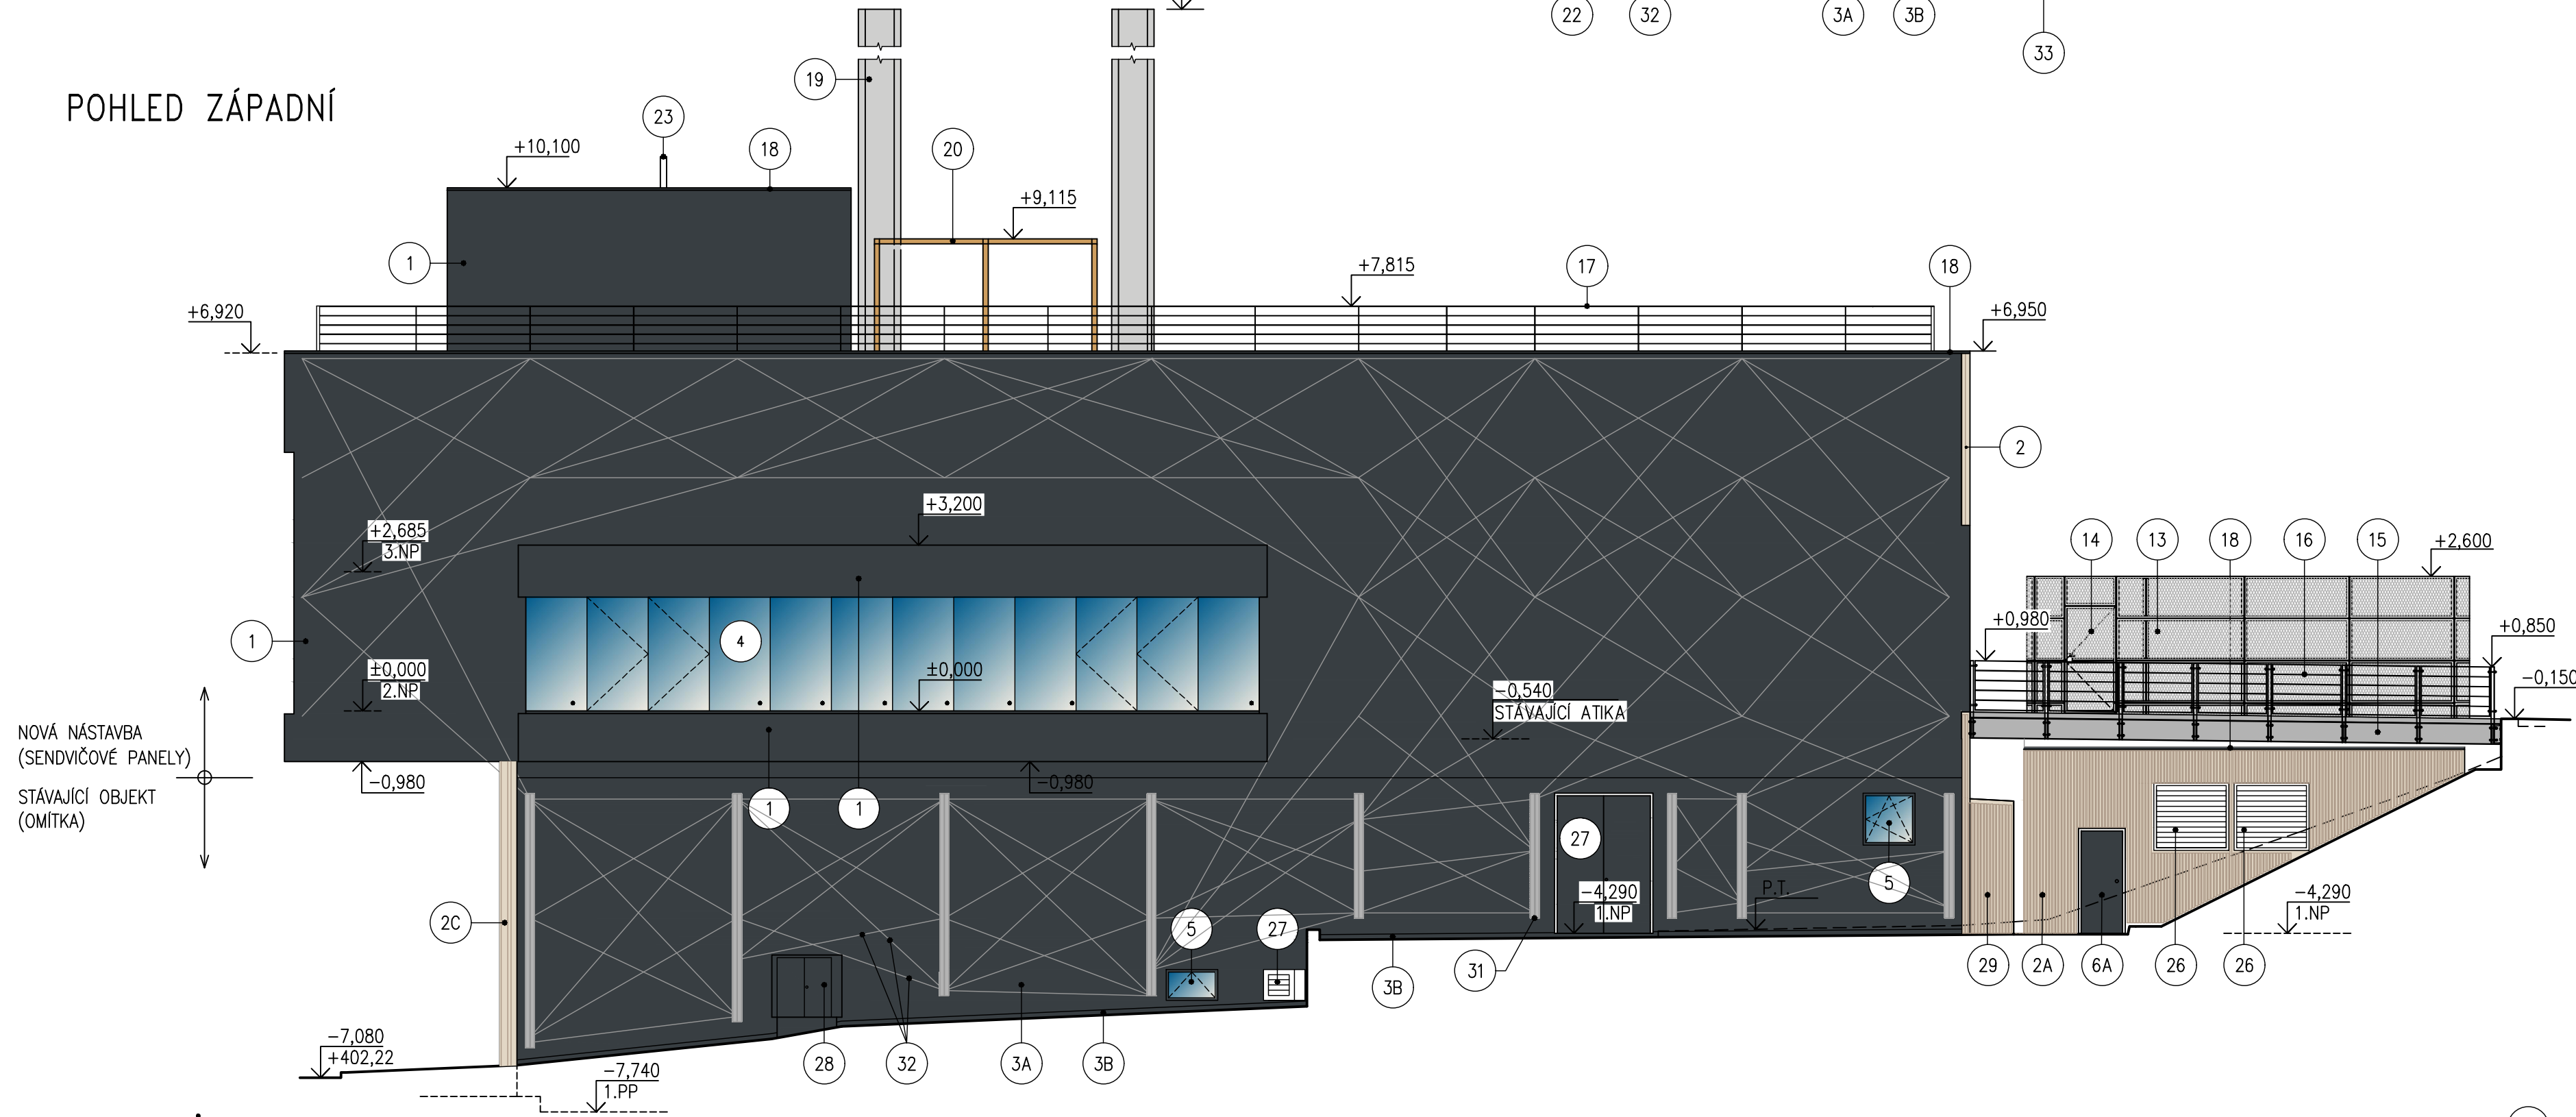 22
32
3A
3B
33
POHLED ZÁPADNÍ
19
23
18
20
+10,100
+9,115
1
+7,815
17
18
+6,920
+6,950
2
+3,200
+2,685
3.NP
14
13
18
16
15
+2,600
1
4
+0,980
+0,850
±0,000
2.NP
±0,000
-0,540
STÁVAJÍCÍ ATIKA
-0,150
NOVÁ NÁSTAVBA
(SENDVIČOVÉ PANELY)
STÁVAJÍCÍ OBJEKT
(OMÍTKA)
-0,980
-0,980
1
1
27
5
-4,290
1.NP
P.T.
-4,290
1.NP
2C
5
27
31
3B
29
2A
6A
26
26
-7,080
+402,22
28
32
3A
3B
-7,740
1.PP